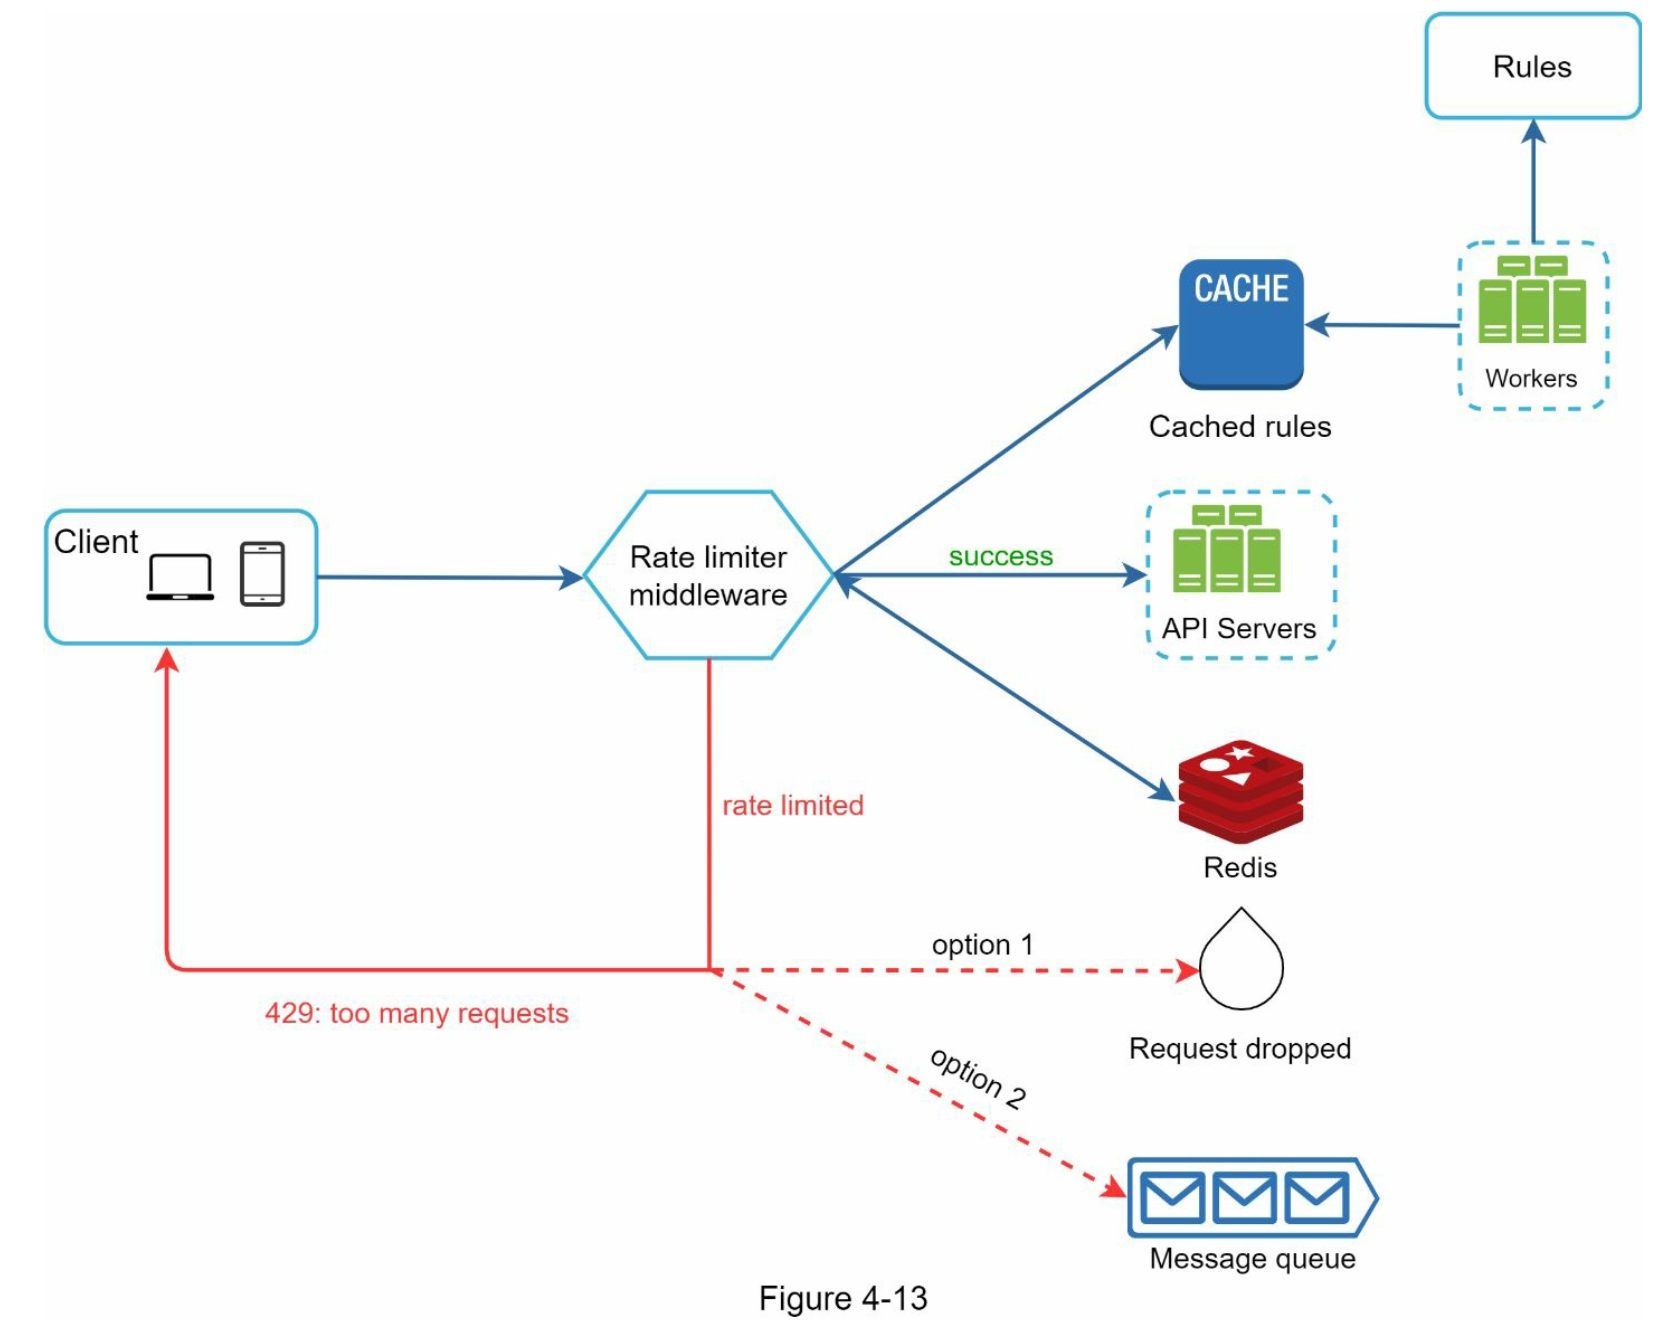 Rules
CACHE
Workers
Cached rules
Client
Rate limiter
middleware
success
API Servers
rate limited
Redis
option 1
429: too many requests
Request dropped
option 2
Message queue
Figure 4-13